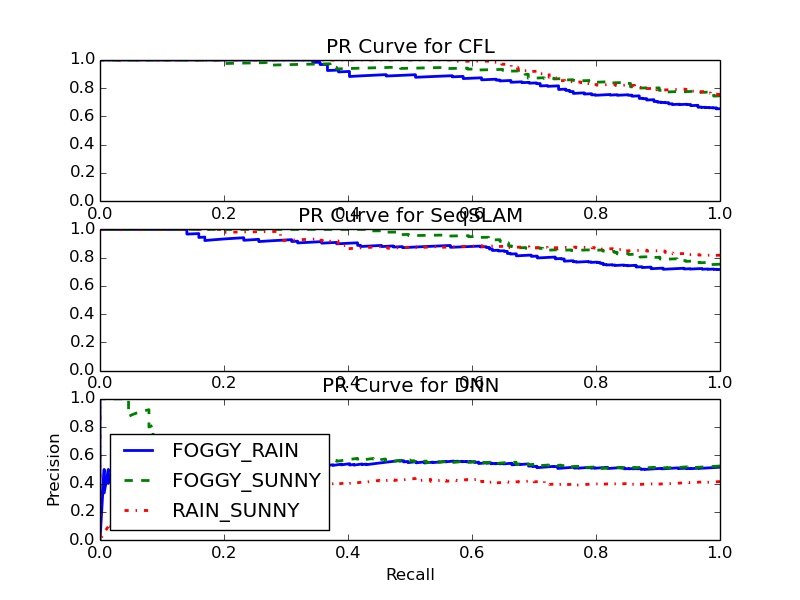 PR Curve for CFL
1.0
0.8
0.6
0.4
0.2
0.0
0.0 0.2 0.4 0.6 0.8 1.0
PR Curve for SeqSLAM
1.0
0.8
0.6
0.4
0.2
0.0
0.0 0.2 0.4 0.6 0.8 1.0
PR Curve for DNN
1.0
0.8
0.6
0.4
0.2
0.0
Precision
FOGGY_RAIN
FOGGY_SUNNY
RAIN_SUNNY
0.0 0.2 0.4 0.6 0.8 1.0
Recall